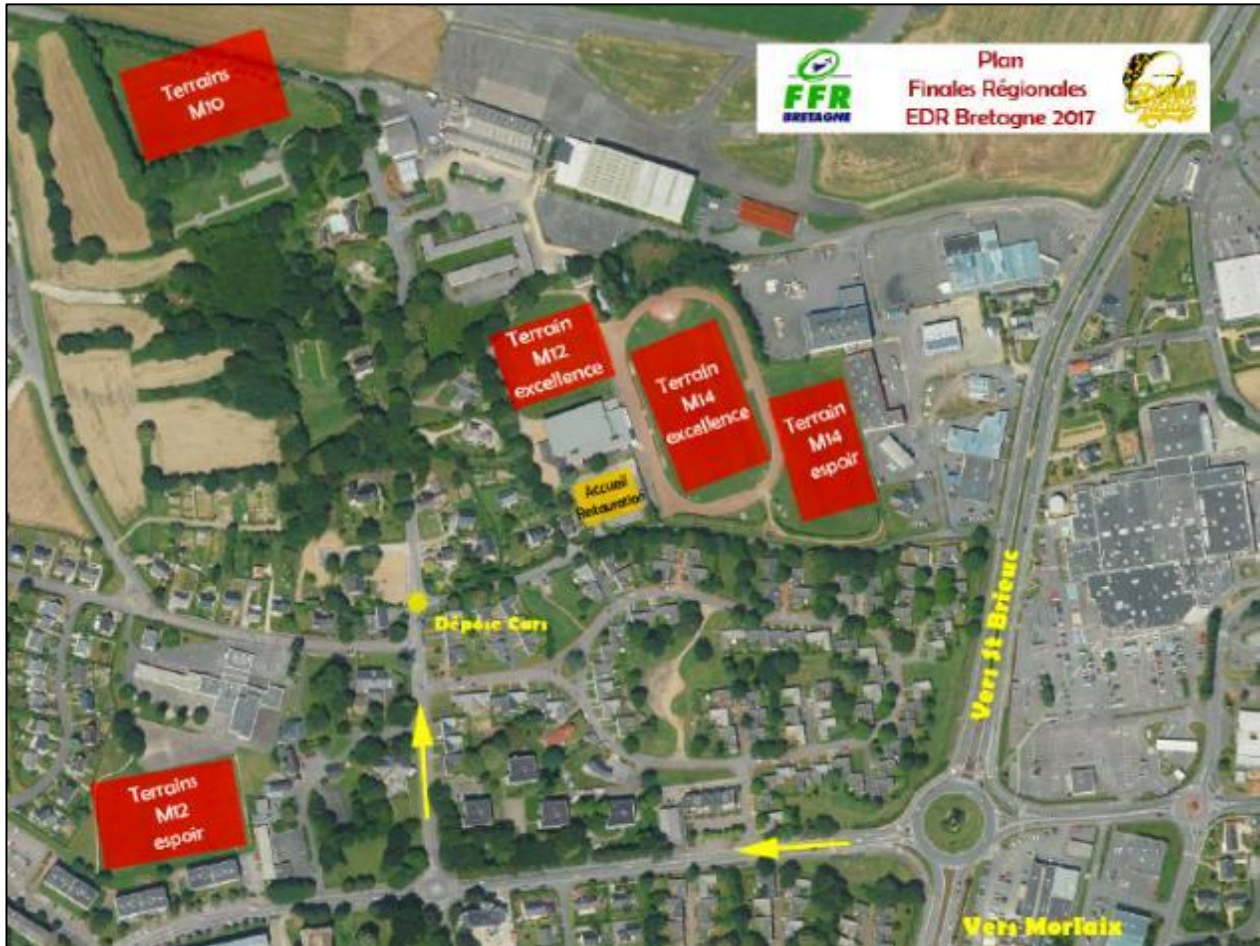 Terrains
M10
FFR
BRETAGNE
Plan
Finales Régionales
EDR Bretagne 2017
Terrain
M12
excellence
Terrain
M14
excellence
Terrain
M14
espoir
Accueil
Restauration
Dépose Cars
Vers St Brieuc
Terrains
M12
espoir
Vers Morlaix